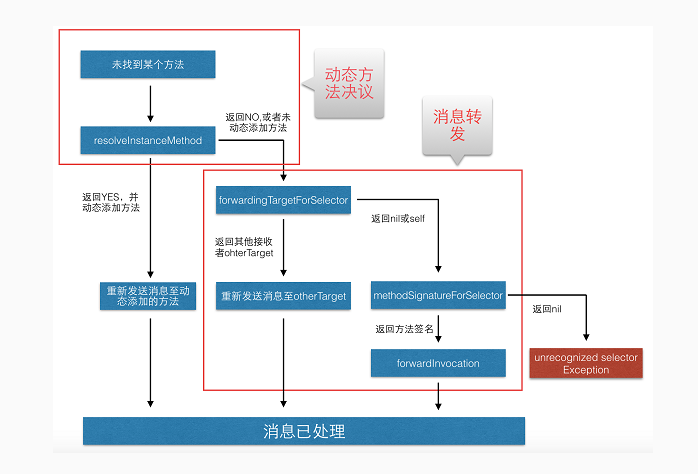 未找到某个方法
动态方
法决议
resolveInstanceMethod
返回NO,或者未
动态添加方法
消息转
发
返回YES，并
动态添加方法
forwardingTargetForSelector
返回nil或self
返回其他接收
者ohterTarget
重新发送消息至动
态添加的方法
重新发送消息至otherTarget
methodSignatureForSelector
返回nil
返回方法签名
forwardInvocation
unrecognized selector
Exception
消息已处理